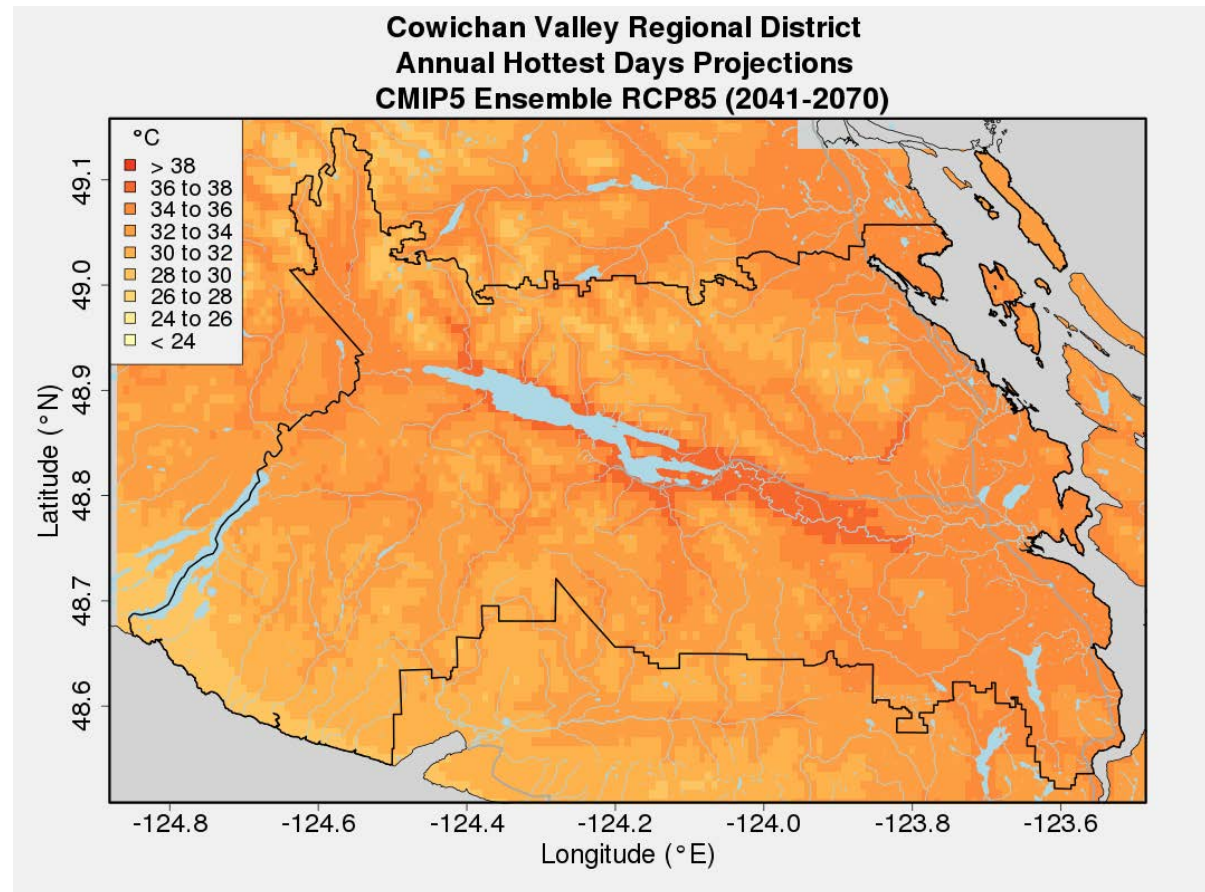 Cowichan Valley Regional District
Annual Hottest Days Projections
CMIP5 Ensemble RCP85 (2041-2070)
°C
> 38
36 to 38
34 to 36
32 to 34
30 to 32
28 to 30
26 to 28
24 to 26
< 24
49.1
49.0
48.9
48.8
48.7
48.6
Latitude (°N)
-124.8 -124.6 -124.4 -124.2 -124.0 -123.8 -123.6
Longitude (°E)